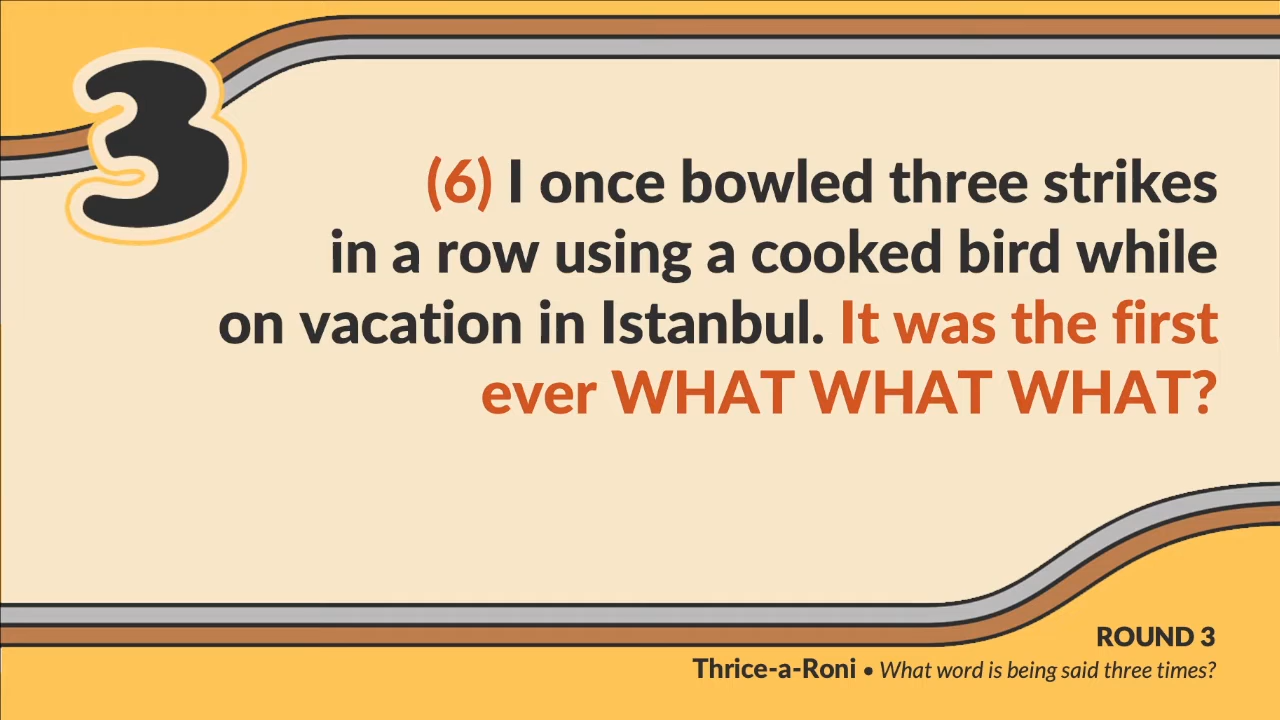 3
(6) I once bowled three strikes
in a row using a cooked bird while
on vacation in Istanbul. It was the first
ever WHAT WHAT WHAT?
ROUND 3
Thrice-a-Roni • What word is being said three times?